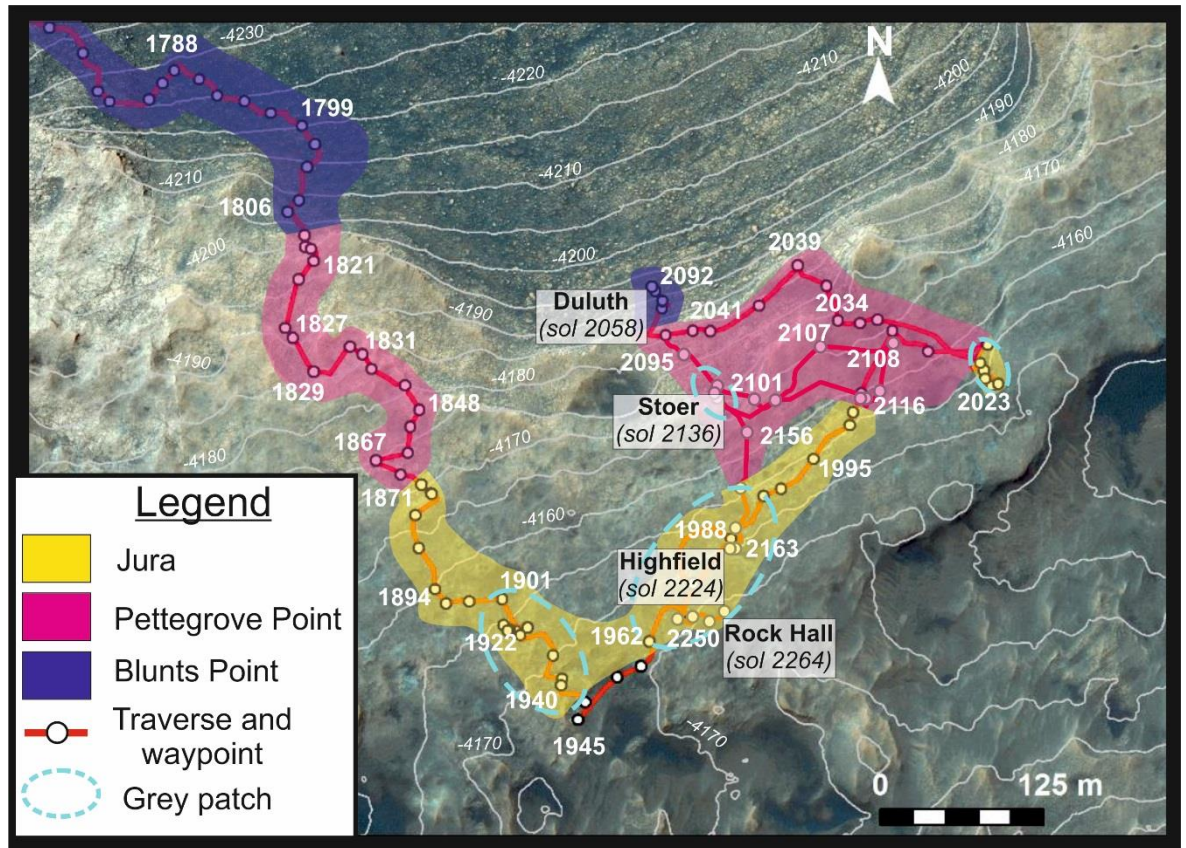 -4230
1788
-4220
-4210
N
-4200
-4190
-4180
-4170
1799
-4210
-4210
1806
-4200
-4160
1821
2039
2092
Duluth
(sol 2058)
2041
2034
-4190
1827
1831
2107
2108
2095
-4190
1829
-4180
2101
2023
Stoer
(sol 2136)
2116
1848
-4170
2156
1867
-4180
1995
1871
-4160
1988
2163
Highfield
(sol 2224)
1901
1894
1922
1962
2250
Rock Hall
(sol 2264)
1940
1945
-4170
-4170
0 125 m
Legend
Jura
Pettegrove Point
Blunts Point
Traverse and
waypoint
Grey patch